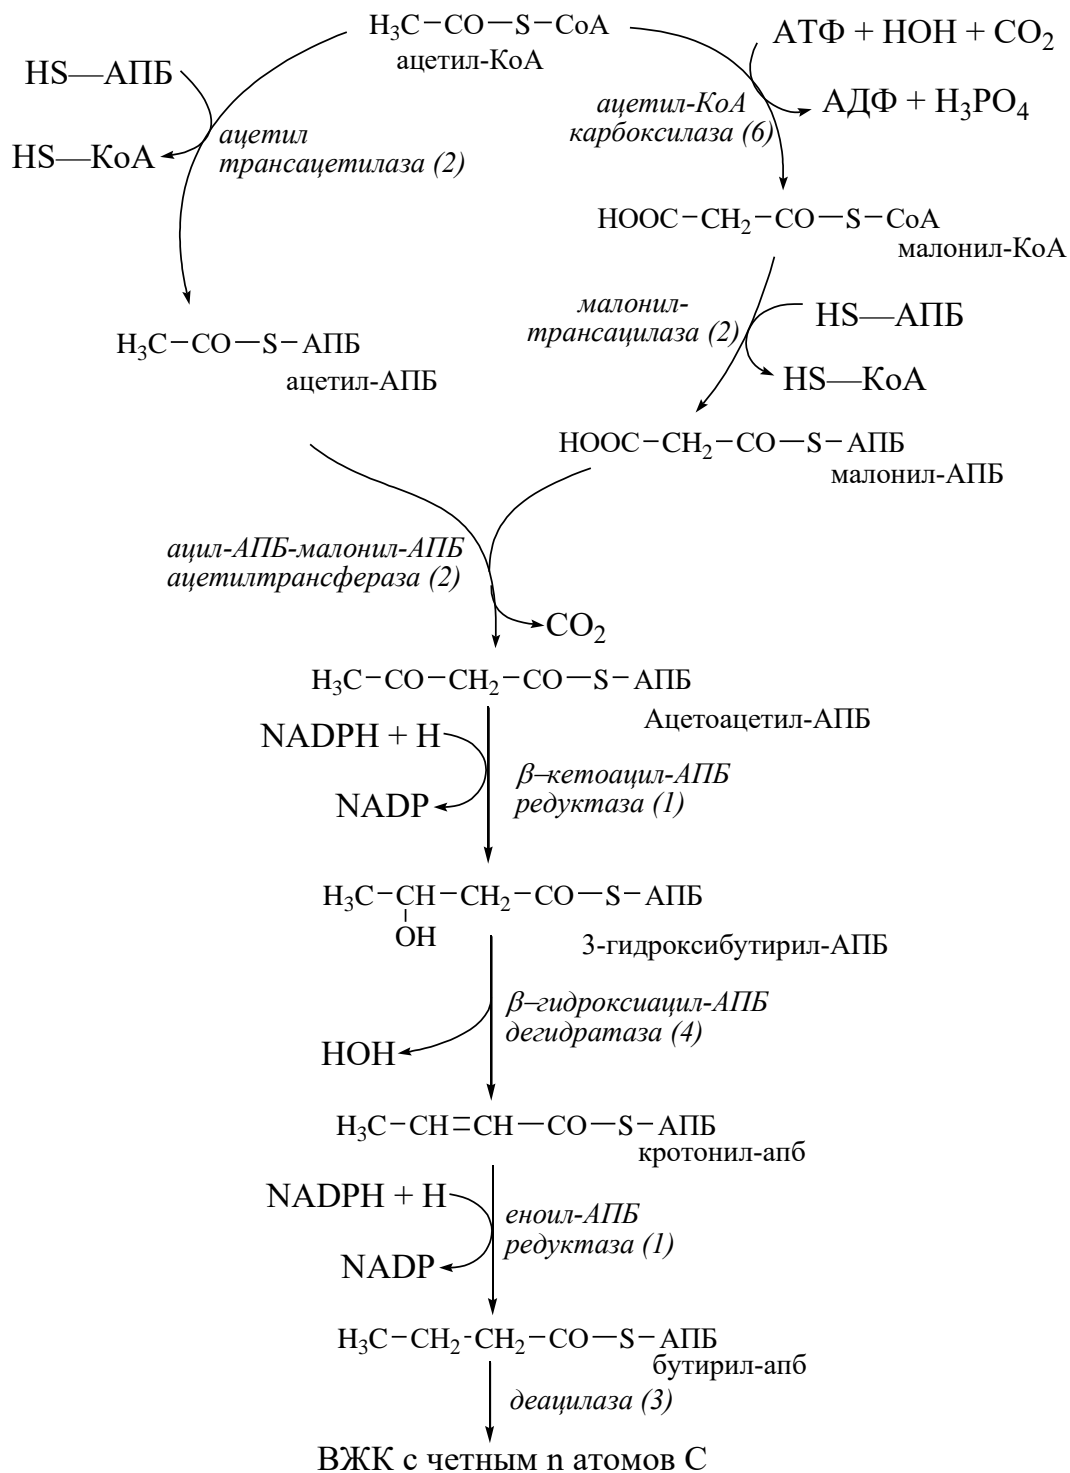 H₃C—CO—S—CoA
ацетил-КоА
АТФ + HOH + CO₂
HS—АПБ
ацетил-КоА
карбоксилаза (6)
АДФ + H₃PO₄
ацетил
трансацетилаза (2)
HS—КоА
HOOC—CH₂—CO—S—CoA
малонил-КоА
малонил-
трансацилаза (2)
HS—АПБ
HS—КоА
H₃C—CO—S—АПБ
ацетил-АПБ
HOOC—CH₂—CO—S—АПБ
малонил-АПБ
ацил-АПБ-малонил-АПБ
ацетилтрансфераза (2)
CO₂
H₃C—CO—CH₂—CO—S—АПБ
Ацетоацетил-АПБ
NADPH + H
NADP
β–кетоацил-АПБ
редуктаза (1)
H₃C—CH—CH₂—CO—S—АПБ
OH
3-гидроксибутирил-АПБ
β–гидроксиацил-АПБ
дегидратаза (4)
HOH
H₃C—CH=CH—CO—S—АПБ
кротонил-апб
NADPH + H
NADP
еноил-АПБ
редуктаза (1)
H₃C—CH₂-CH₂—CO—S—АПБ
бутирил-апб
деацилаза (3)
ВЖК с четным n атомов С